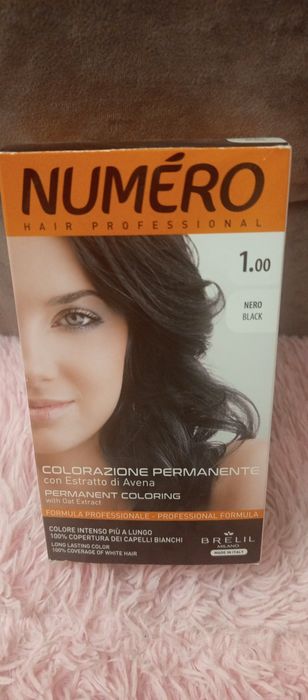 NUMÉRO
HAIR PROFESSIONAL
1.00
NERO
BLACK
COLORAZIONE PERMANENTE
con Estratto di Avena
PERMANENT COLORING
with Oat Extract
FORMULA PROFESSIONALE - PROFESSIONAL FORMULA
COLORE INTENSO PIÙ A LUNGO
100% COPERTURA DEI CAPELLI BIANCHI
LONG LASTING COLOR
100% COVERAGE OF WHITE HAIR
BRELIL
MILANO
MADE IN ITALY